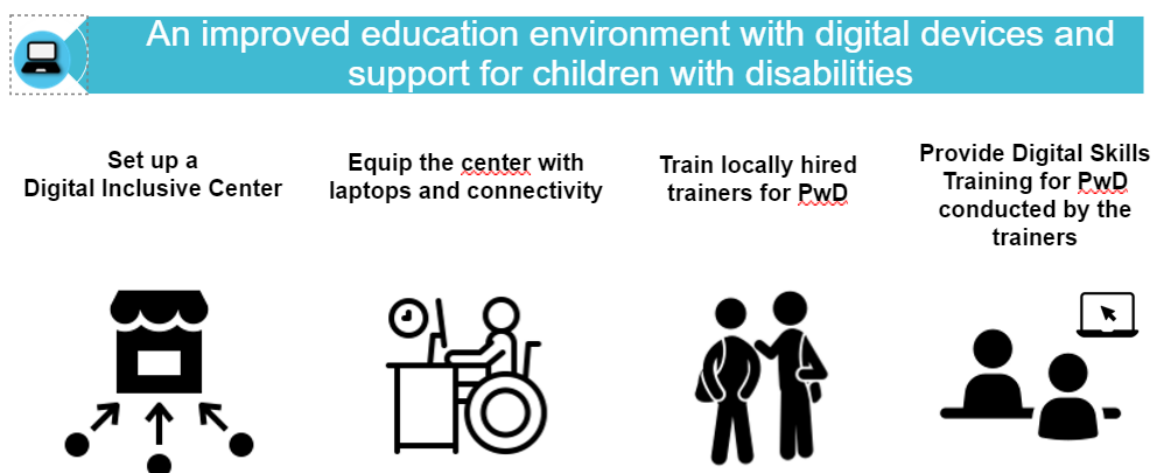 An improved education environment with digital devices and
support for children with disabilities
Set up a
Digital Inclusive Center
Equip the center with
laptops and connectivity
Train locally hired
trainers for PwD
Provide Digital Skills
Training for PwD
conducted by the
trainers